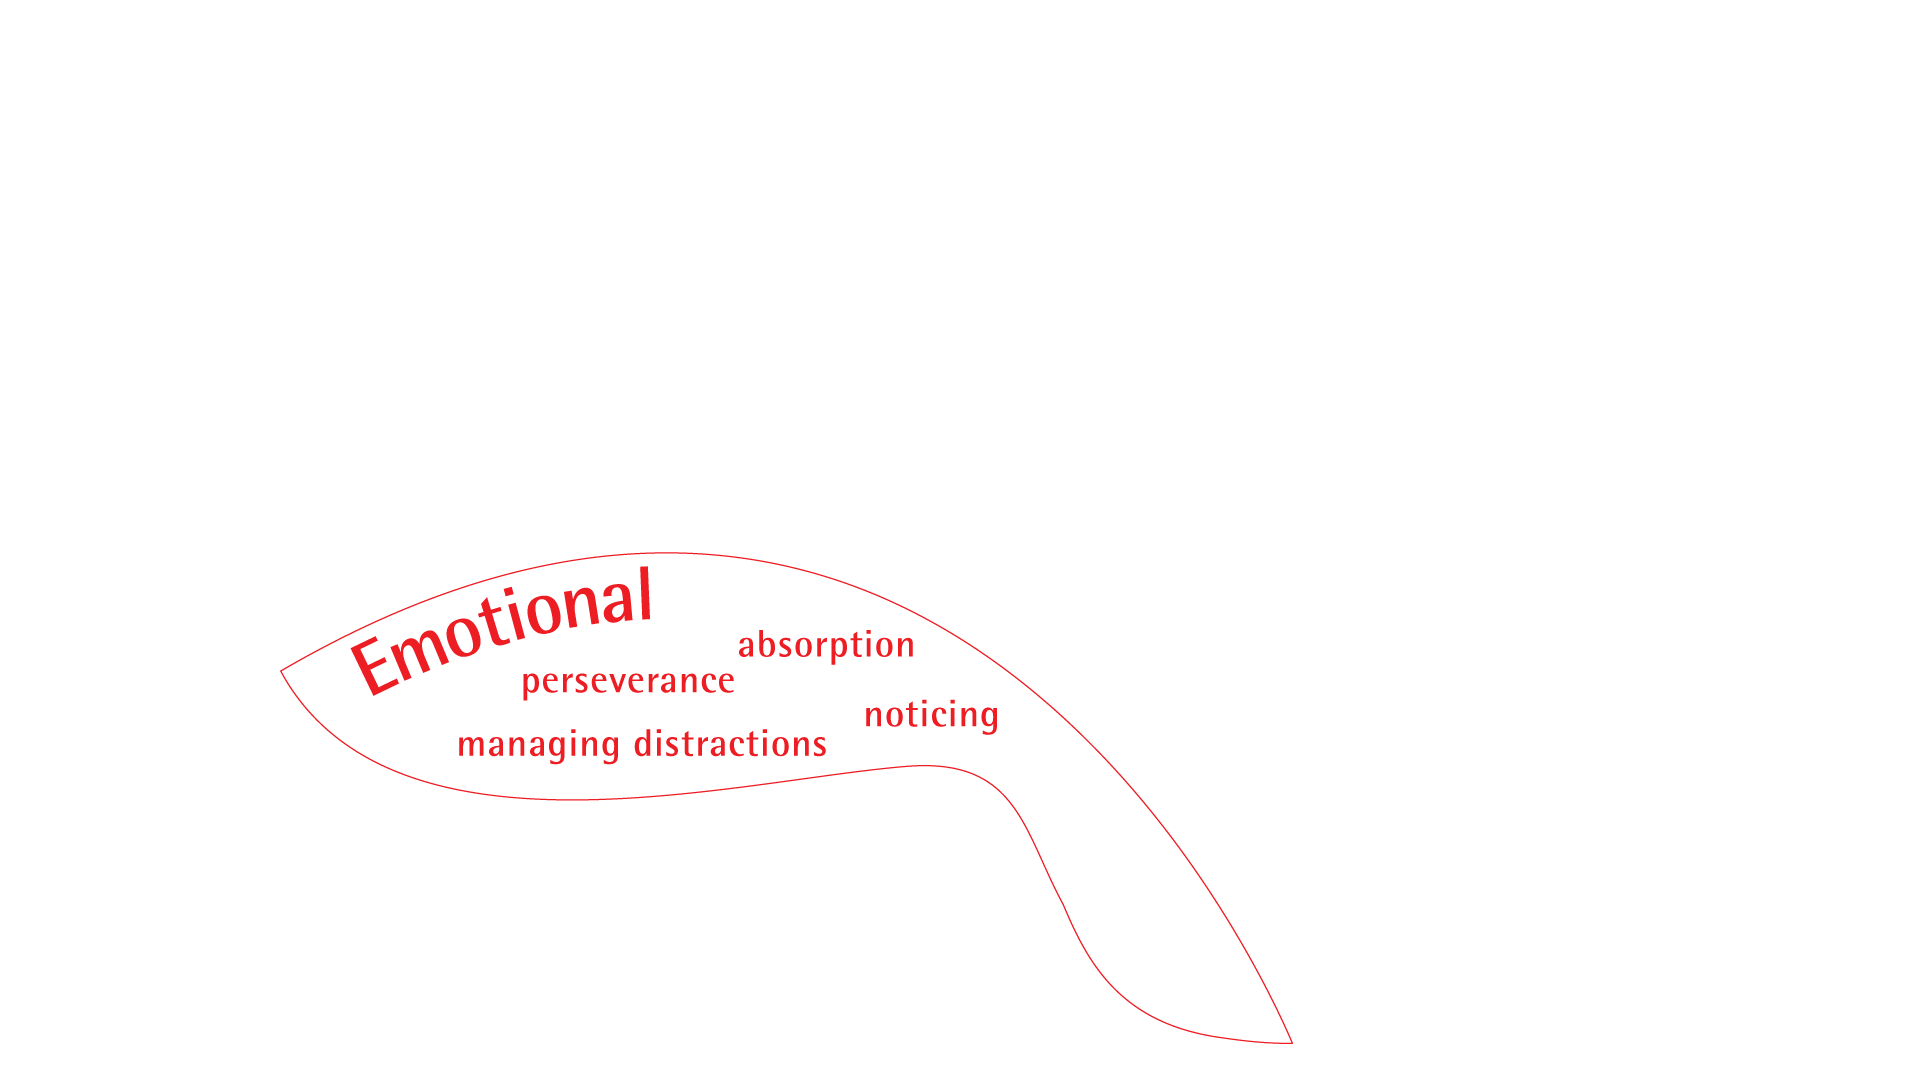 Emotional
absorption
perseverance
noticing
managing distractions